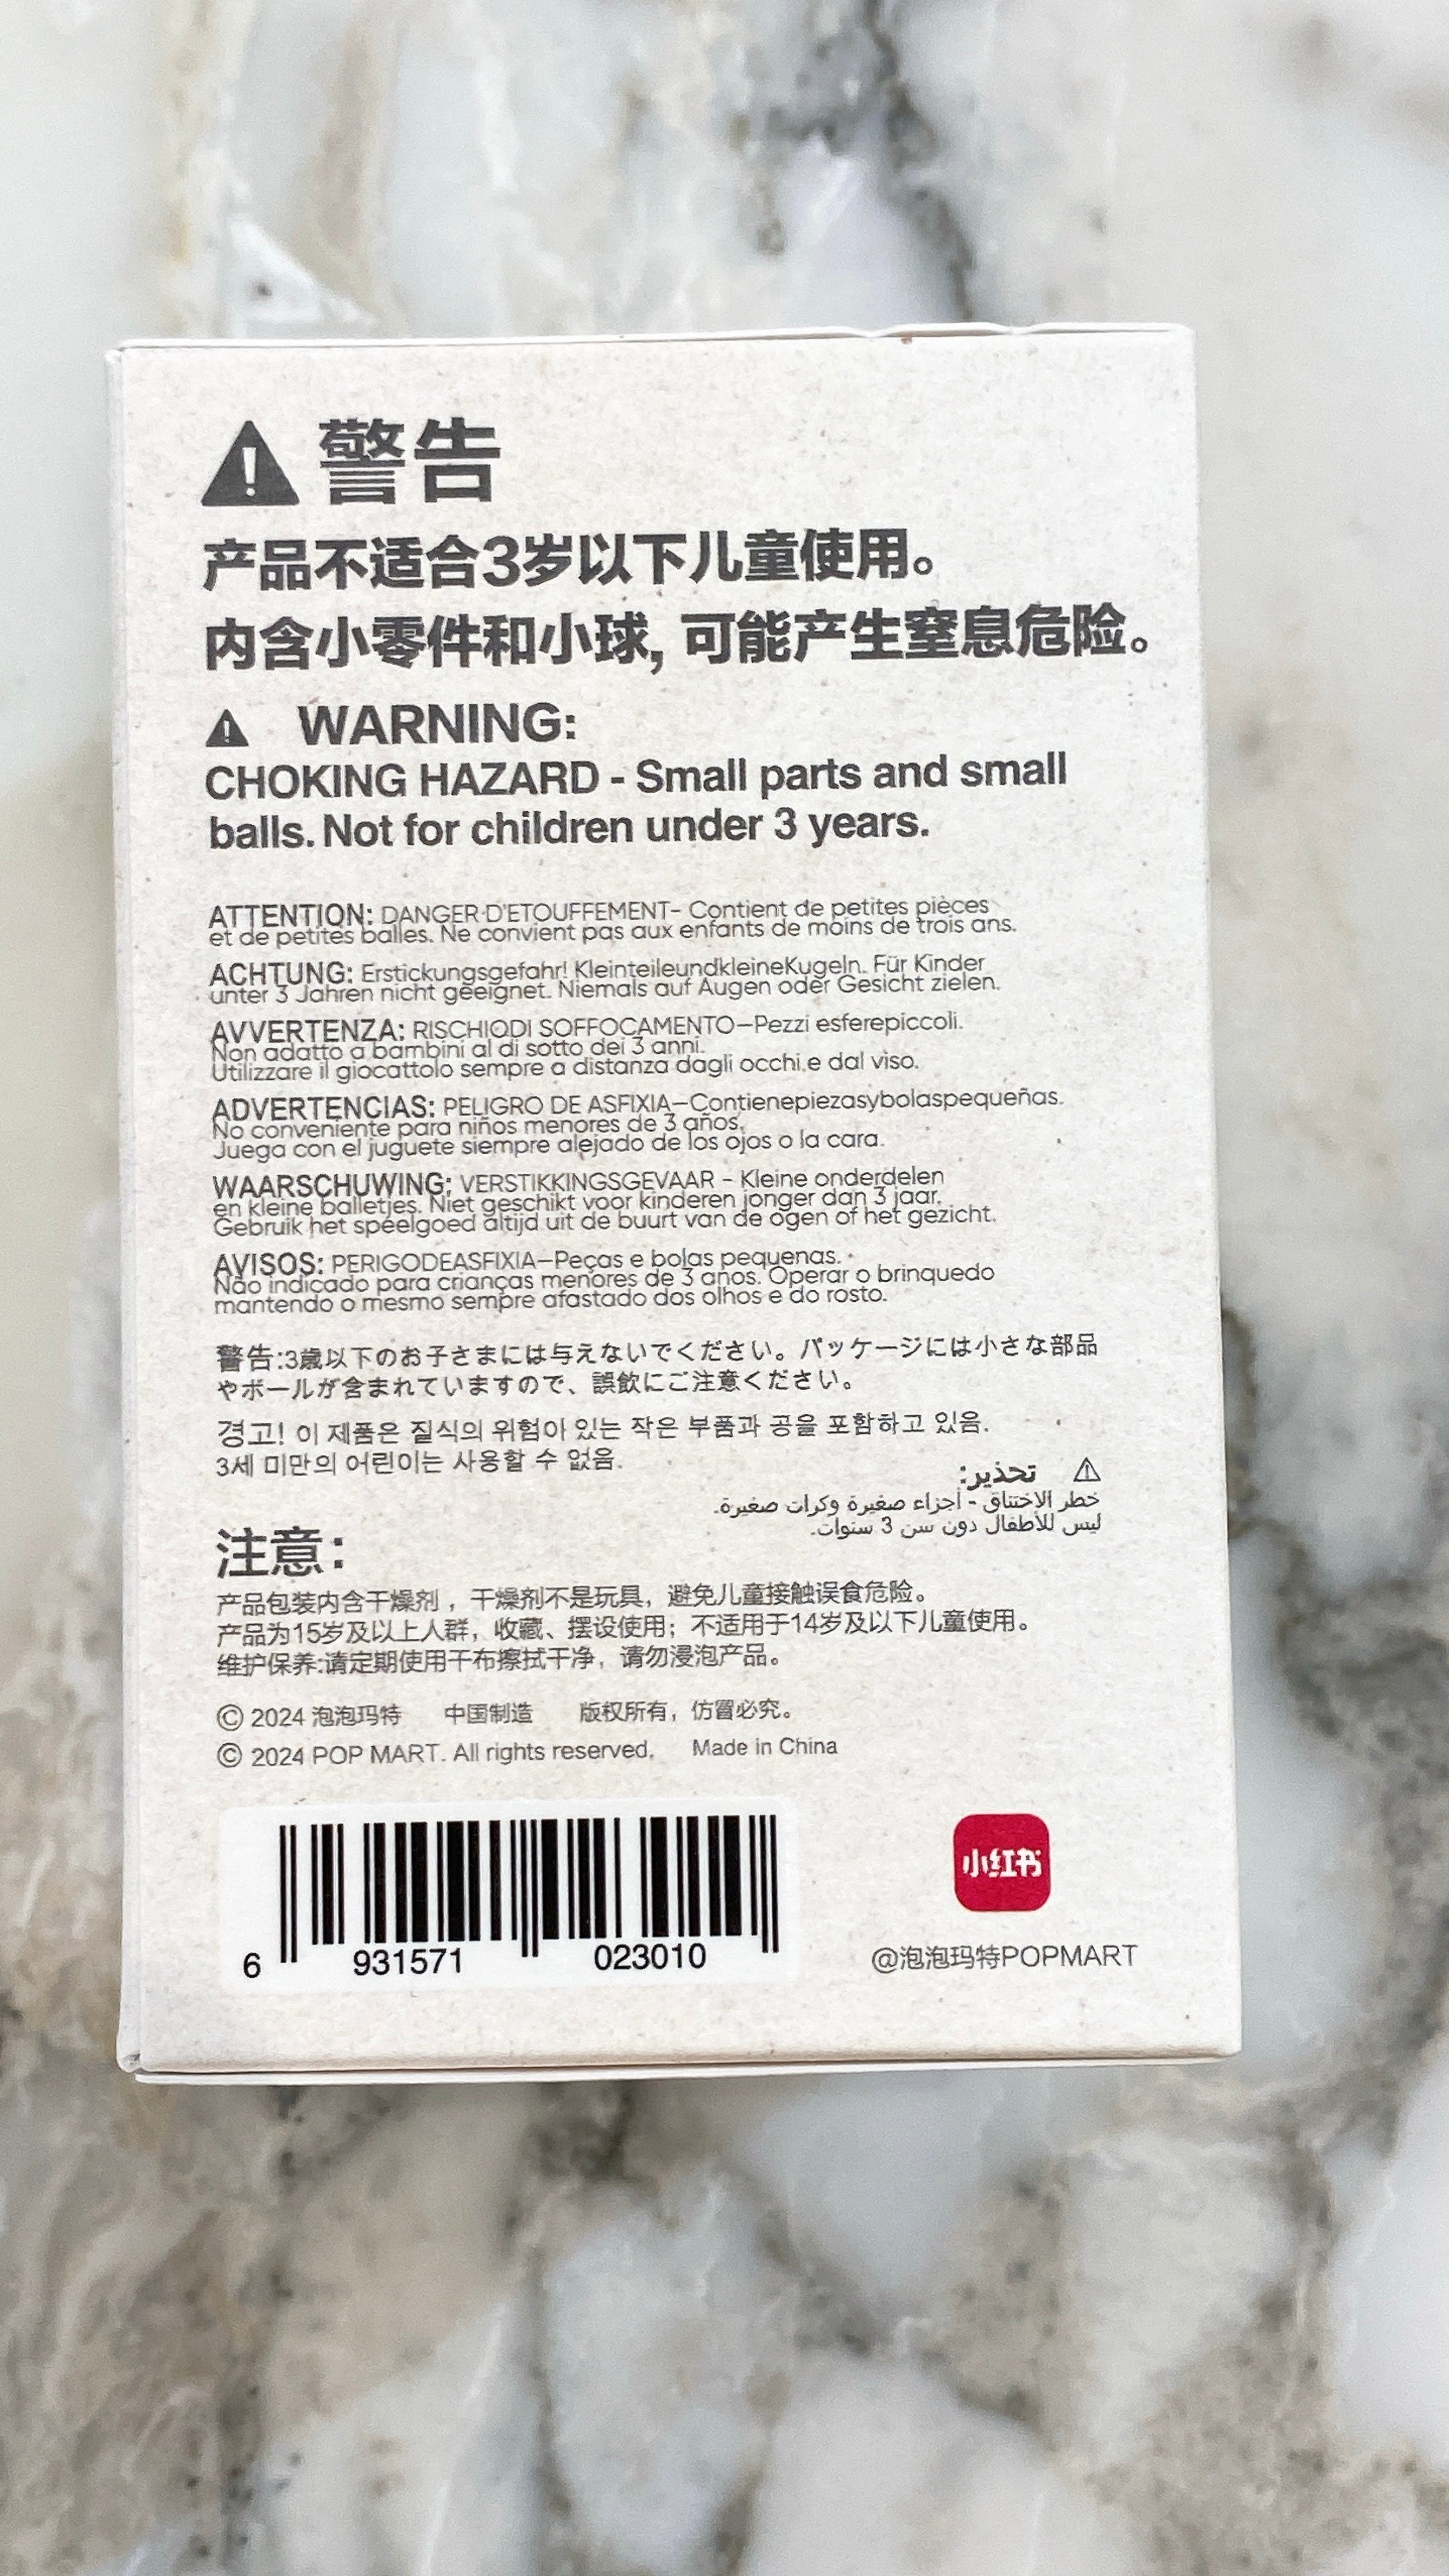 警告
产品不适合3岁以下儿童使用。
内含小零件和小球, 可能产生窒息危险。
WARNING:
CHOKING HAZARD - Small parts and small
balls. Not for children under 3 years.
ATTENTION: DANGER D'ETOUFFEMENT- Contient de petites pièces
et de petites balles. Ne convient pas aux enfants de moins de trois ans.
ACHTUNG: Erstickungsgefahr! KleinteileundkleineKugeln. Für Kinder
unter 3 Jahren nicht geeignet. Niemals auf Augen oder Gesicht zielen.
AVVERTENZA: RISCHIODI SOFFOCAMENTO—Pezzi esferepiccoli.
Non adatto a bambini al di sotto dei 3 anni.
Utilizzare il giocattolo sempre a distanza dagli occhi.e dal viso.
ADVERTENCIAS: PELIGRO DE ASFIXIA—Contienepiezasybolaspequeñas.
No conveniente para niños menores de 3 años.
Juega con el juguete siempre alejado de los ojos o la cara.
WAARSCHUWING: VERSTIKKINGSGEVAAR - Kleine onderdelen
en kleine balletjes. Niet geschikt voor kinderen jonger dan 3 jaar.
Gebruik het speelgoed altijd uit de buurt van de ogen of het gezicht.
AVISOS: PERIGODEASFIXIA—Peças e bolas pequenas.
Não indicado para crianças menores de 3 anos. Operar o brinquedo
mantendo o mesmo sempre afastado dos olhos e do rosto.
警告:3歳以下のお子さまには与えないでください。パッケージには小さな部品
やボールが含まれていますので、誤飲にご注意ください。
경고! 이 제품은 질식의 위험이 있는 작은 부품과 공을 포함하고 있음.
3세 미만의 어린이는 사용할 수 없음.
تحذير:
خطر الاختناق - أجزاء صغيرة وكرات صغيرة.
ليس للأطفال دون سن 3 سنوات.
注意：
产品包装内含干燥剂，干燥剂不是玩具，避免儿童接触误食危险。
产品为15岁及以上人群，收藏、摆设使用；不适用于14岁及以下儿童使用。
维护保养:请定期使用干布擦拭干净，请勿浸泡产品。
© 2024 泡泡玛特 中国制造 版权所有，仿冒必究。
© 2024 POP MART. All rights reserved. Made in China
6 931571 023010
小红书
@泡泡玛特POPMART